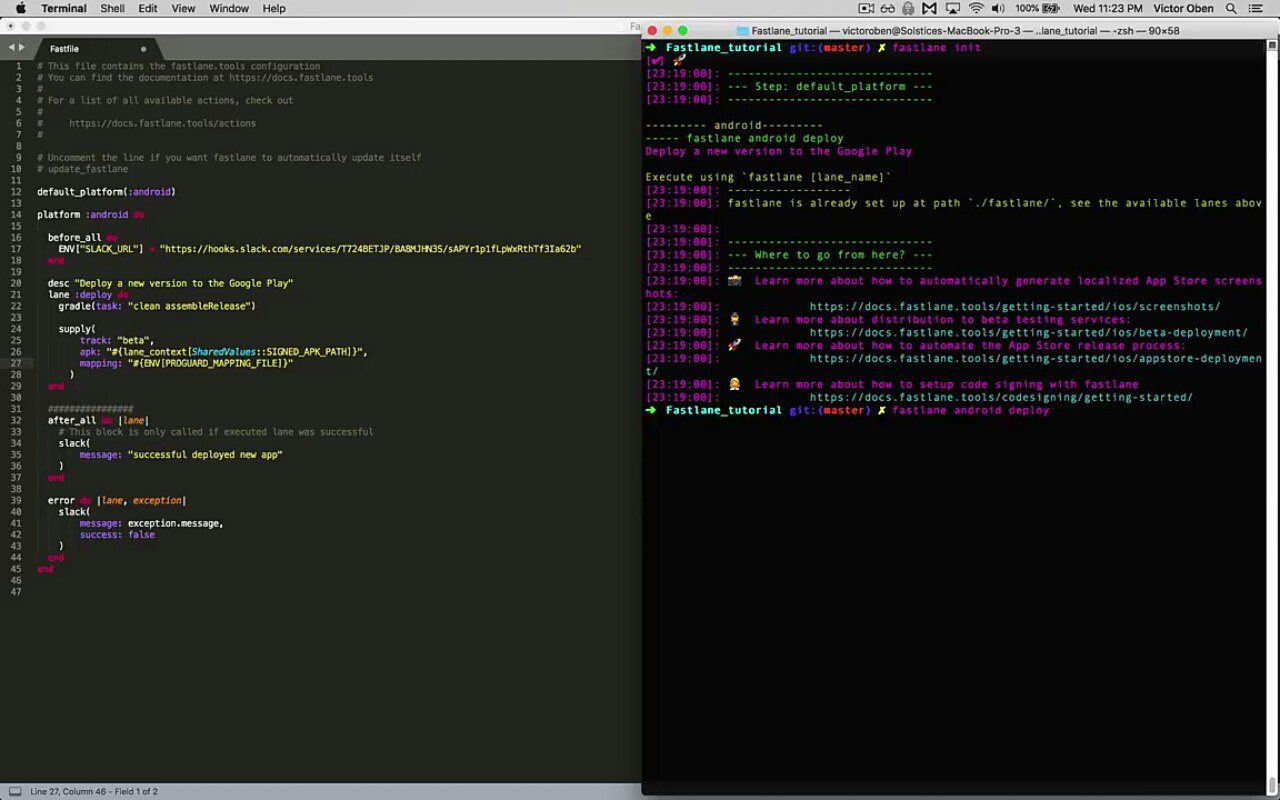 Terminal Shell Edit View Window Help 100% Wed 11:23 PM Victor Oben
Fa
Fastfile
1 # This file contains the fastlane.tools configuration
2 # You can find the documentation at https://docs.fastlane.tools
3 #
4 # For a list of all available actions, check out
5 #
6 #     https://docs.fastlane.tools/actions
7 #
8
9 # Uncomment the line if you want fastlane to automatically update itself
10 # update_fastlane
11
12 default_platform(:android)
13
14 platform :android do
15
16 before_all do
17 ENV["SLACK_URL"] = "https://hooks.slack.com/services/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"
18 end
19
20 desc "Deploy a new version to the Google Play"
21 lane :deploy do
22 gradle(task: "clean assembleRelease")
23
24 supply(
25 track: "beta",
26 apk: "#{lane_context[SharedValues::SIGNED_APK_PATH]}",
27 mapping: "#{ENV[PROGUARD_MAPPING_FILE]}"
28 )
29 end
30
31 ################
32 after_all do |lane|
33 # This block is only called if executed lane was successful
34 slack(
35 message: "successful deployed new app"
36 )
37 end
38
39 error do |lane, exception|
40 slack(
41 message: exception.message,
42 success: false
43 )
44 end
45 end
46
47
Line 27, Column 46 - Field 1 of 2
Fastlane_tutorial — victoroben@Solstices-MacBook-Pro-3 — ..lane_tutorial — -zsh — 90×58
➜ Fastlane_tutorial git:(master) ✗ fastlane init
[✔] 🚀
[23:19:00]: ------------------------------
[23:19:00]: --- Step: default_platform ---
[23:19:00]: ------------------------------
--------- android---------
----- fastlane android deploy
Deploy a new version to the Google Play
Execute using `fastlane [lane_name]`
[23:19:00]: ------------------
[23:19:00]: fastlane is already set up at path `./fastlane/`, see the available lanes abov
e
[23:19:00]:
[23:19:00]: ------------------------------
[23:19:00]: --- Where to go from here? ---
[23:19:00]: ------------------------------
[23:19:00]: 📸 Learn more about how to automatically generate localized App Store screens
hots:
[23:19:00]: https://docs.fastlane.tools/getting-started/ios/screenshots/
[23:19:00]: Learn more about distribution to beta testing services:
[23:19:00]: https://docs.fastlane.tools/getting-started/ios/beta-deployment/
[23:19:00]: 🚀 Learn more about how to automate the App Store release process:
[23:19:00]: https://docs.fastlane.tools/getting-started/ios/appstore-deploymen
t/
[23:19:00]: Learn more about how to setup code signing with fastlane
[23:19:00]: https://docs.fastlane.tools/codesigning/getting-started/
➜ Fastlane_tutorial git:(master) ✗ fastlane android deploy